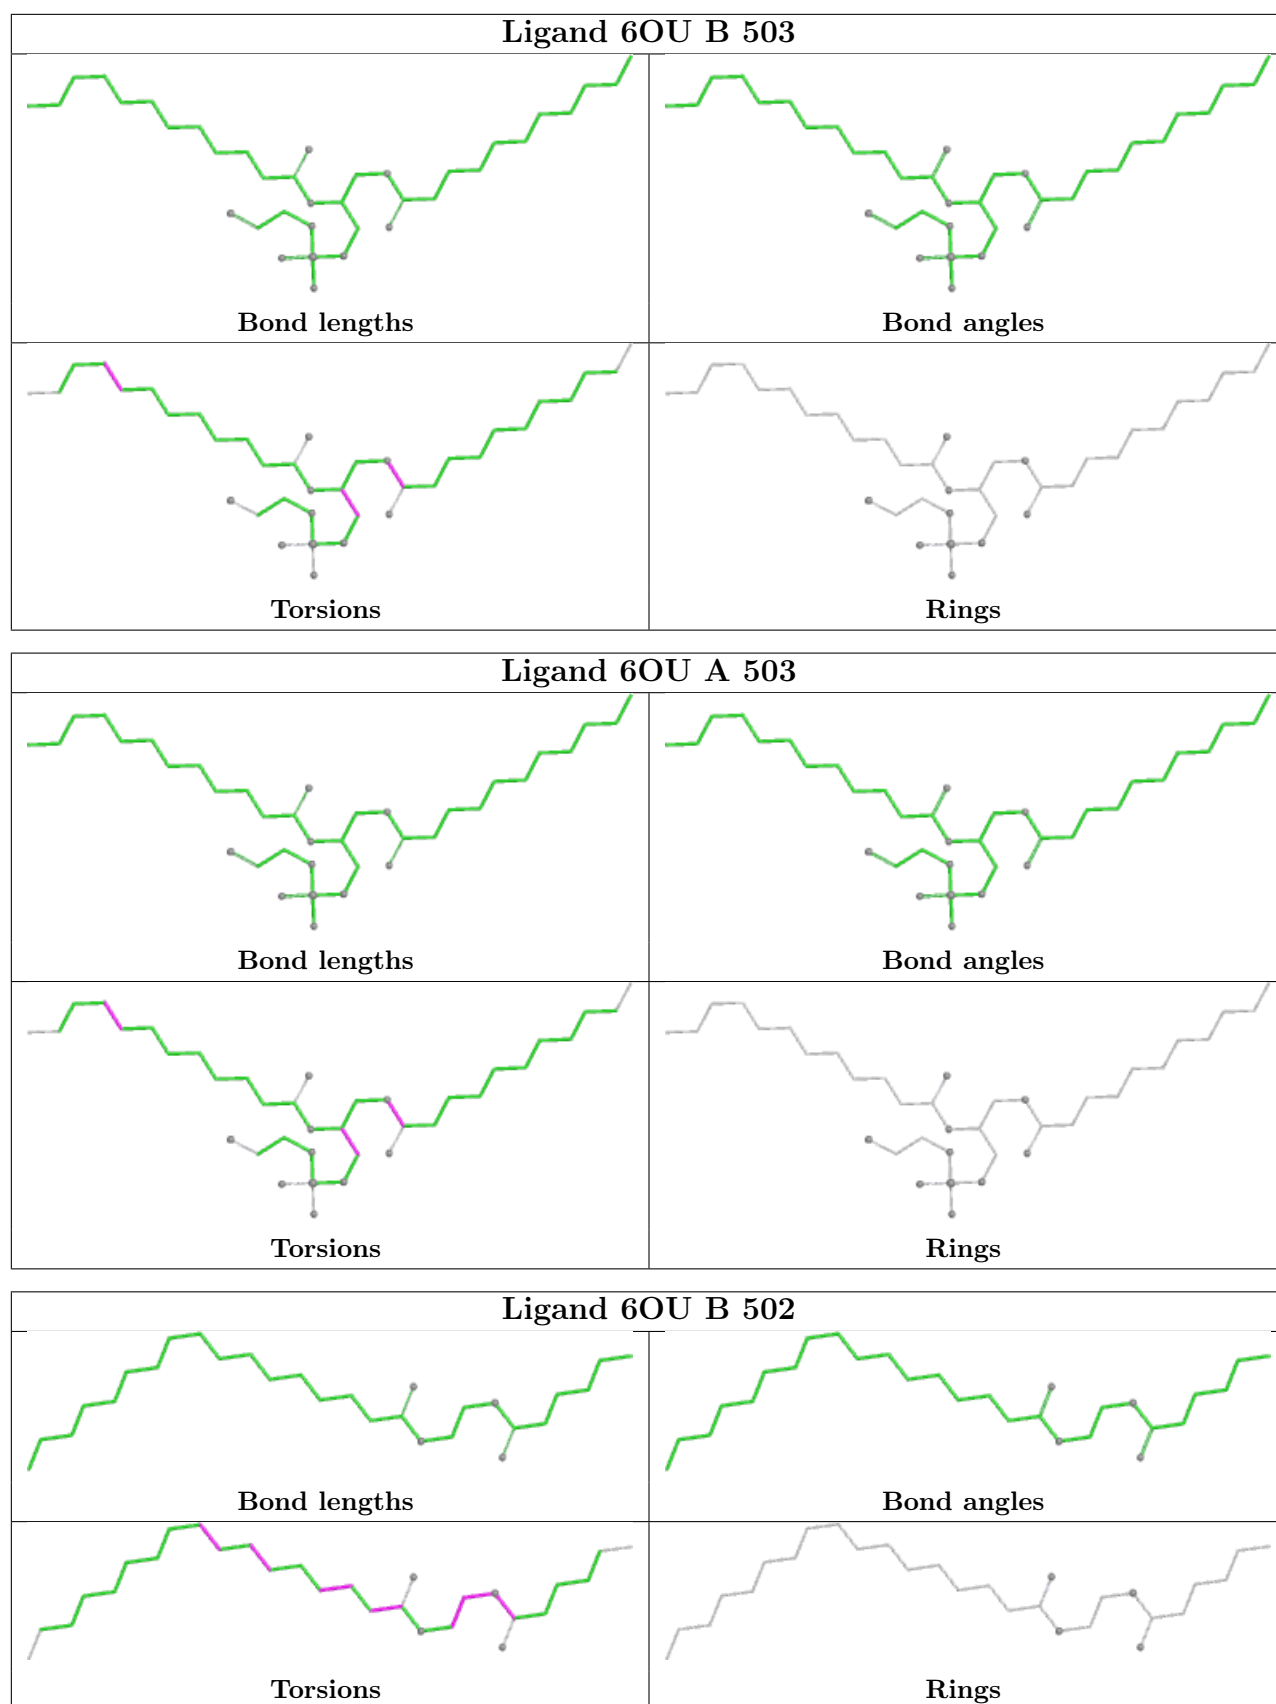 Ligand 6OU B 503
Bond lengths
Bond angles
Torsions
Rings
Ligand 6OU A 503
Bond lengths
Bond angles
Torsions
Rings
Ligand 6OU B 502
Bond lengths
Bond angles
Torsions
Rings